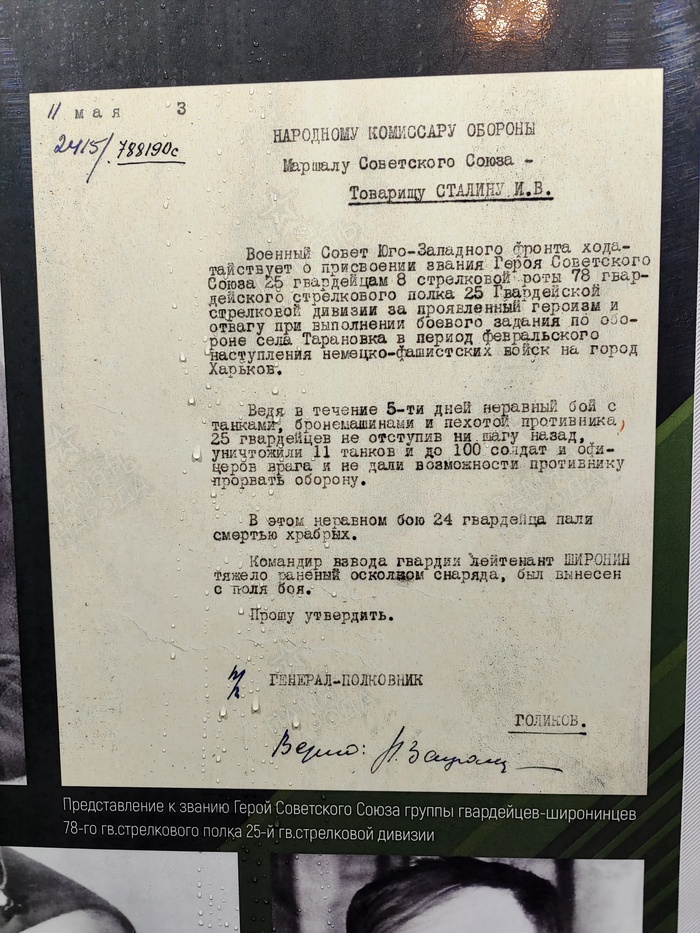 11 мая 3
2415/788190с
НАРОДНОМУ КОМИССАРУ ОБОРОНЫ
Маршалу Советского Союза -
Товарищу СТАЛИНУ И.В.
Военный Совет Юго-Западного фронта хода-
тайствует о присвоении звания Героя Советского
Союза 25 гвардейцам 8 стрелковой роты 78 гвар-
дейского стрелкового полка 25 Гвардейской
стрелковой дивизии за проявленный героизм и
отвагу при выполнении боевого задания по обо-
роне села Тарановка в период февральского
наступления немецко-фашистских войск на город
Харьков.
Ведя в течение 5-ти дней неравный бой с
танками, бронемашинами и пехотой противника,
25 гвардейцев не отступив ни шагу назад,
уничтожили 11 танков и до 100 солдат и офи-
церов врага и не дали возможности противнику
прорвать оборону.
В этом неравном бою 24 гвардейца пали
смертью храбрых.
Командир взвода гвардии лейтенант ШИРОНИН
тяжело раненый осколком снаряда, был вынесен
с поля боя.
Прошу утвердить.
п/п ГЕНЕРАЛ-ПОЛКОВНИК
ГОЛИКОВ.
Верно:
Представление к званию Герой Советского Союза группы гвардейцев-широнинцев
78-го гв.стрелкового полка 25-й гв.стрелковой дивизии